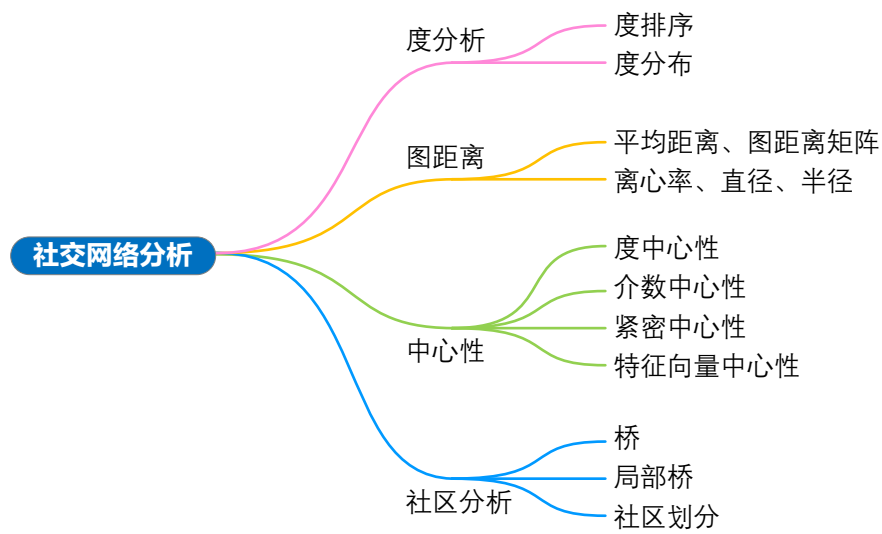 社交网络分析
度分析
度排序
度分布
图距离
平均距离、图距离矩阵
离心率、直径、半径
中心性
度中心性
介数中心性
紧密中心性
特征向量中心性
社区分析
桥
局部桥
社区划分